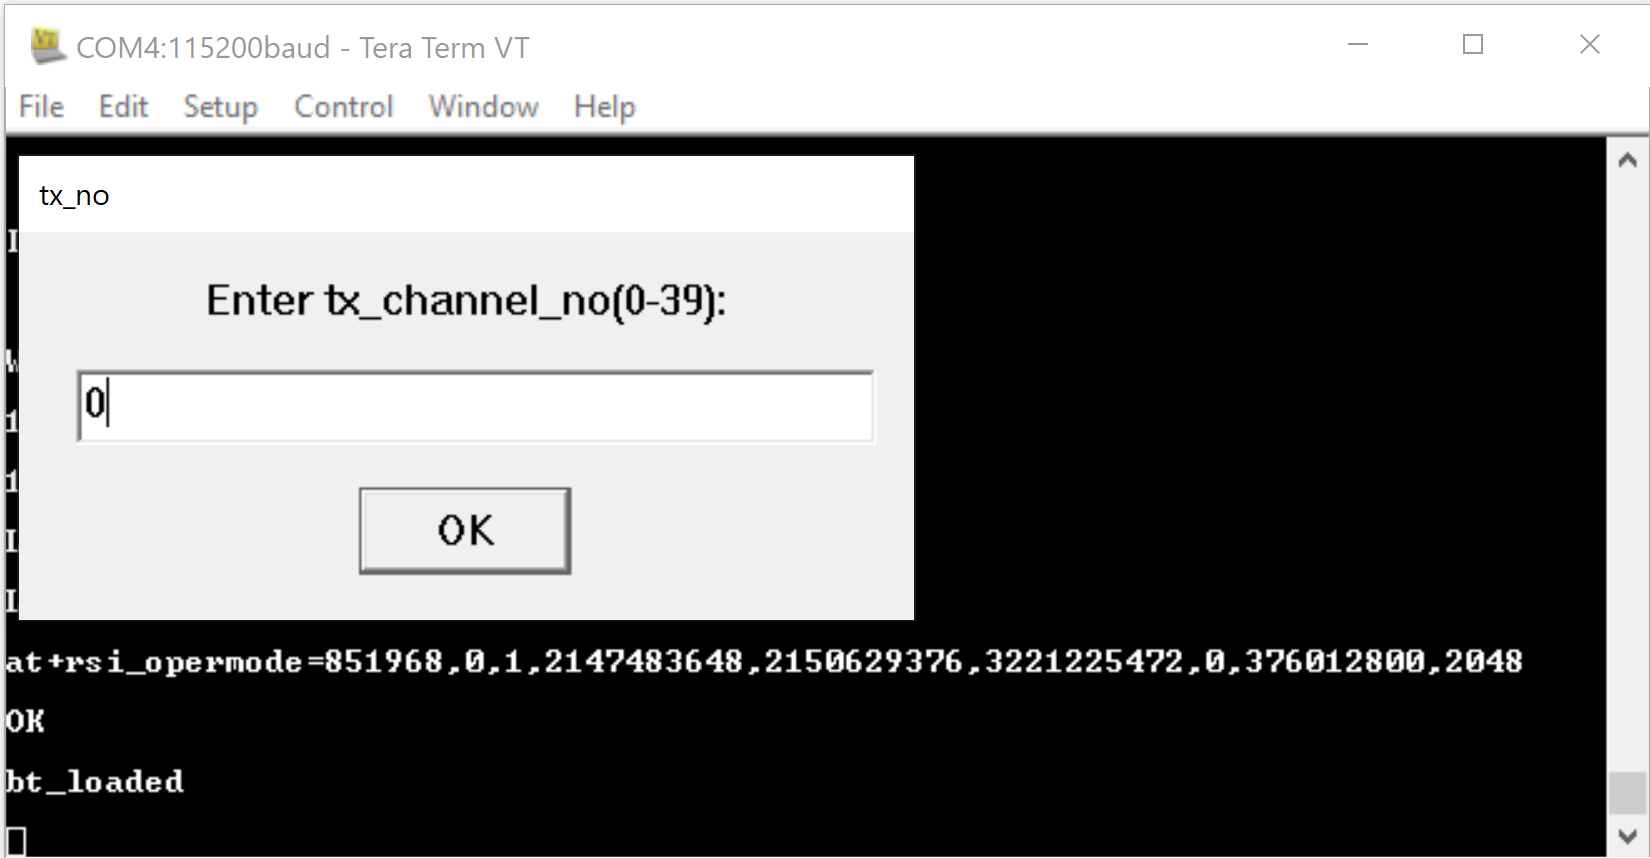 COM4:115200baud - Tera Term VT
File Edit Setup Control Window Help
tx_no
Enter tx_channel_no(0-39):
0
OK
at+rsi_opermode=851968,0,1,2147483648,2150629376,3221225472,0,376012800,2048
OK
bt_loaded